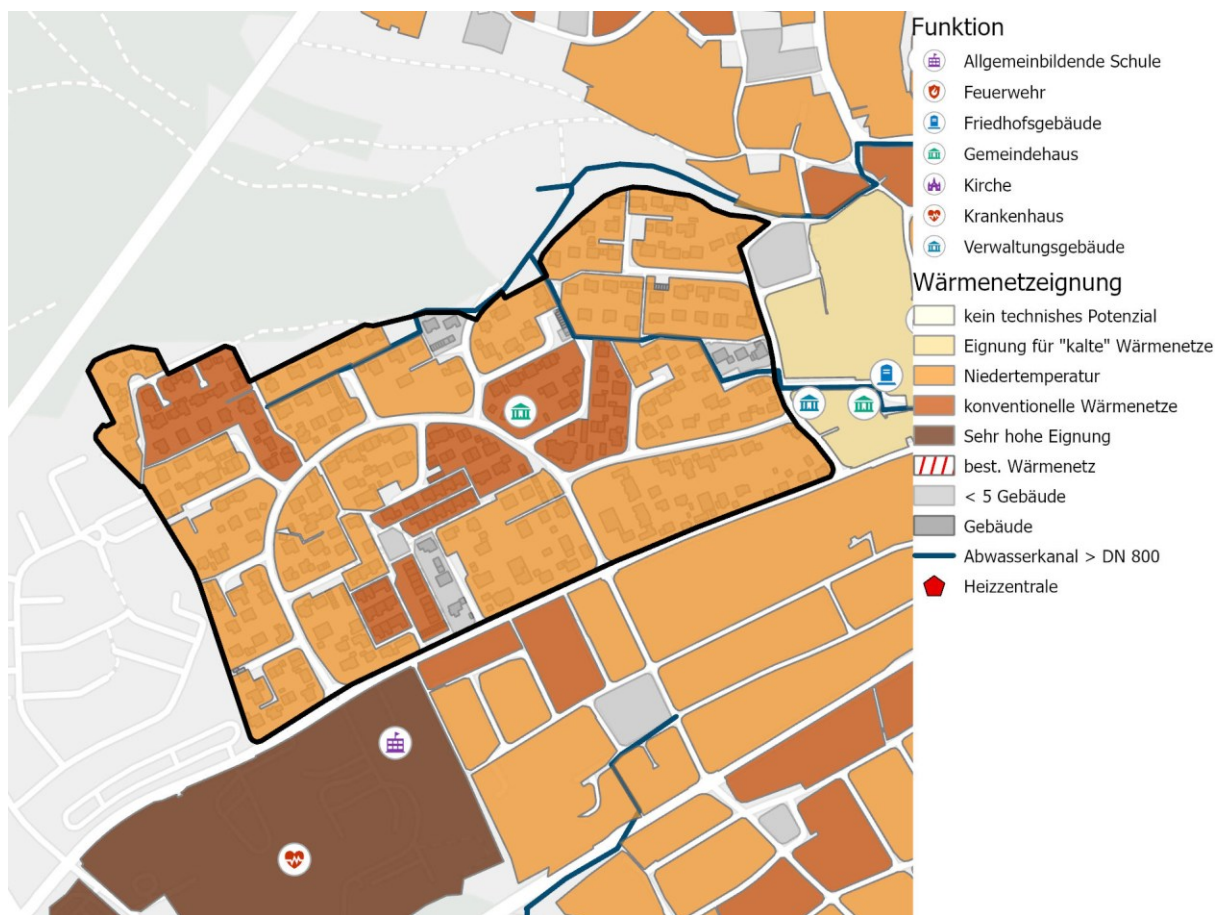 Funktion
Allgemeinbildende Schule
Feuerwehr
Friedhofsgebäude
Gemeindehaus
Kirche
Krankenhaus
Verwaltungsgebäude
Wärmenetzeignung
kein technishes Potenzial
Eignung für "kalte" Wärmenetze
Niedertemperatur
konventionelle Wärmenetze
Sehr hohe Eignung
best. Wärmenetz
< 5 Gebäude
Gebäude
Abwasserkanal > DN 800
Heizzentrale